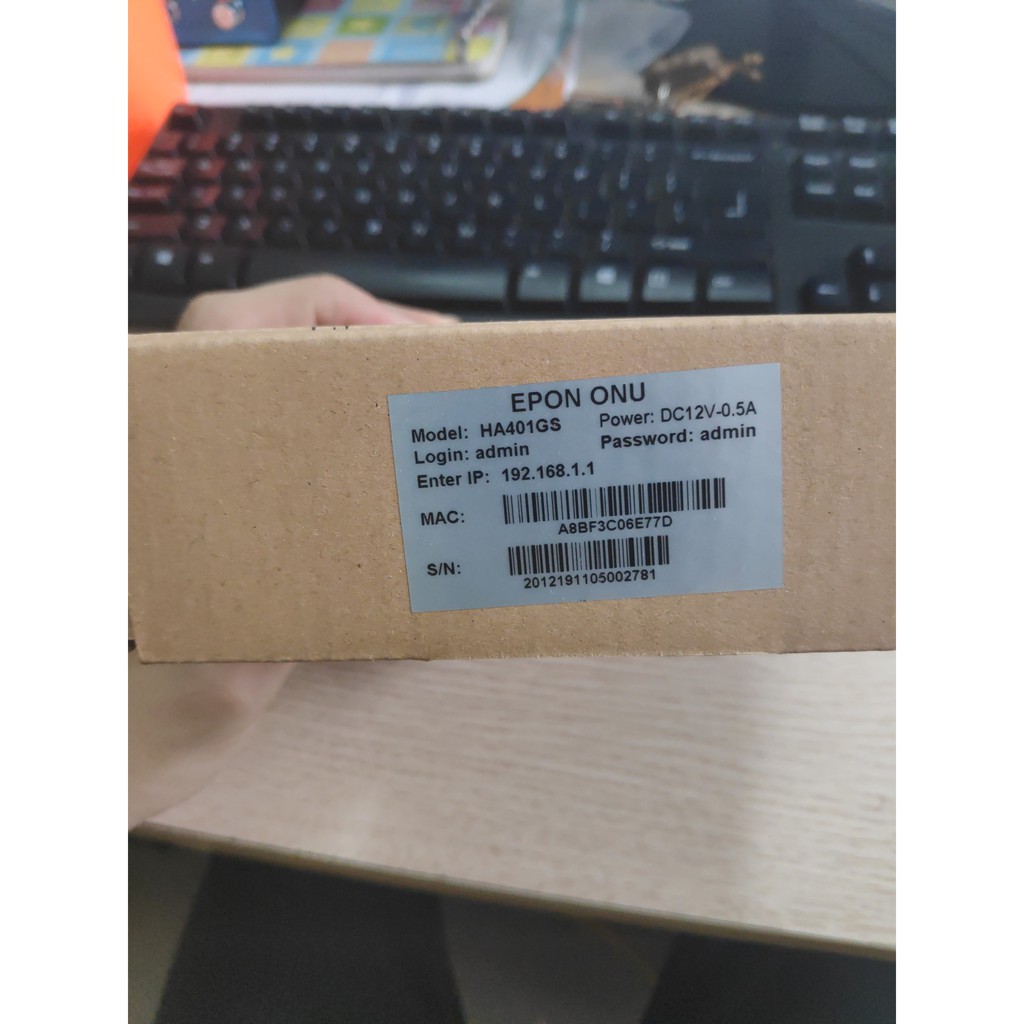 EPON ONU
Model: HA401GS Power: DC12V-0.5A
Login: admin Password: admin
Enter IP: 192.168.1.1
MAC:
A8BF3C06E77D
S/N:
2012191105002781